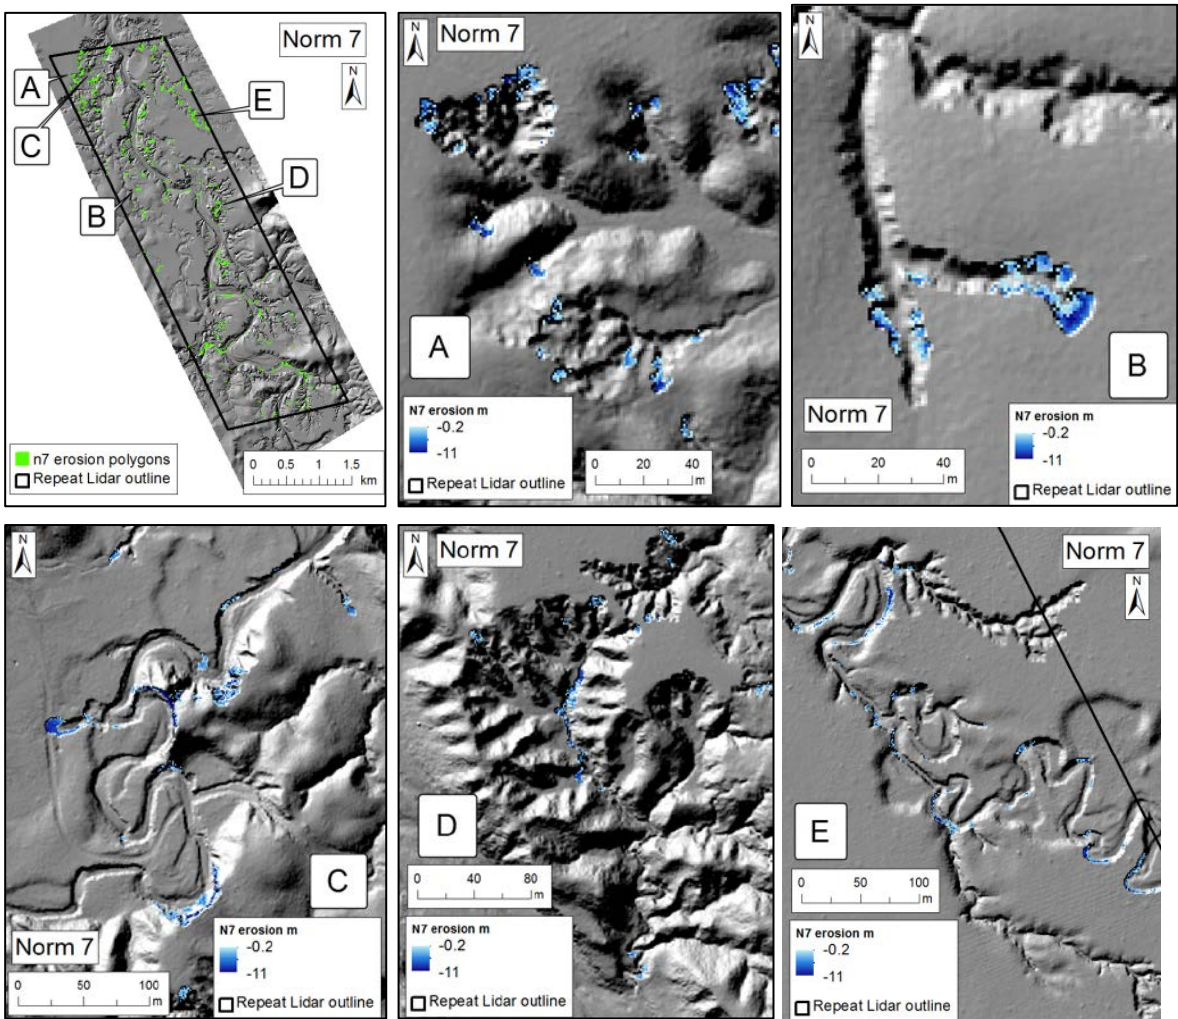 Norm 7
N
A
E
C
D
B
n7 erosion polygons
Repeat Lidar outline
0 0.5 1 1.5
km
N
Norm 7
A
N7 erosion m
-0.2
-11
Repeat Lidar outline
0 20 40
m
N
B
Norm 7
N7 erosion m
-0.2
-11
Repeat Lidar outline
0 20 40
m
N
C
Norm 7
N7 erosion m
-0.2
-11
Repeat Lidar outline
0 50 100
m
N
Norm 7
D
0 40 80
m
N7 erosion m
-0.2
-11
Repeat Lidar outline
Norm 7
N
E
0 50 100
m
N7 erosion m
-0.2
-11
Repeat Lidar outline